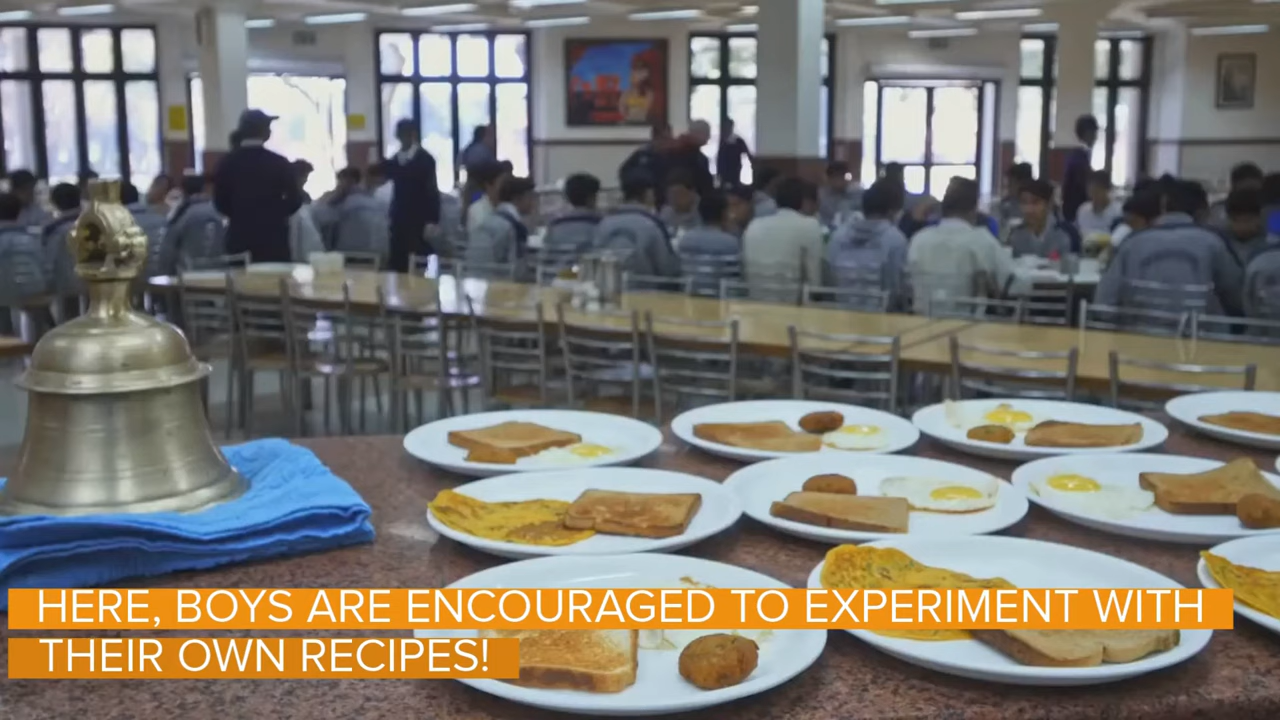 HERE, BOYS ARE ENCOURAGED TO EXPERIMENT WITH
THEIR OWN RECIPES!